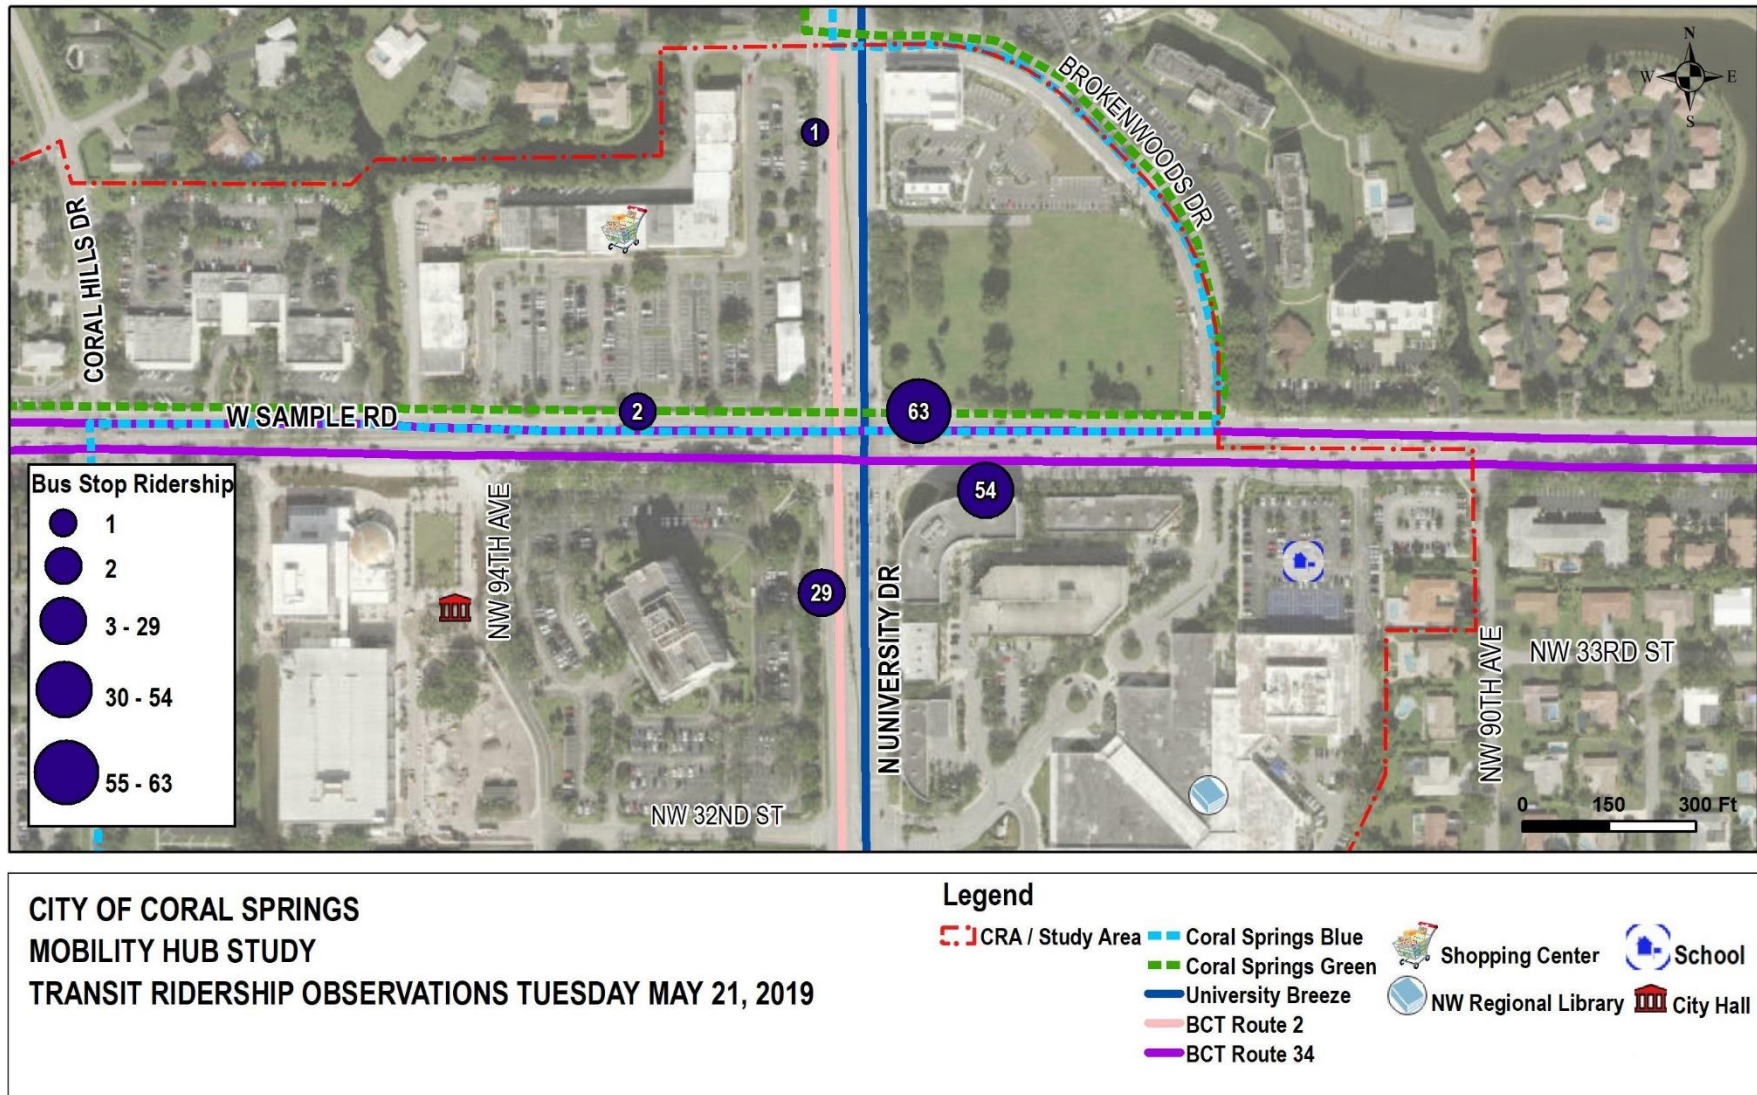 N
W E
S
BROKENWOODS DR
1
CORAL HILLS DR
W SAMPLE RD
2
63
54
29
NW 94TH AVE
N UNIVERSITY DR
NW 33RD ST
NW 90TH AVE
NW 32ND ST
0 150 300 Ft
Bus Stop Ridership
1
2
3 - 29
30 - 54
55 - 63
CITY OF CORAL SPRINGS
MOBILITY HUB STUDY
TRANSIT RIDERSHIP OBSERVATIONS TUESDAY MAY 21, 2019
Legend
CRA / Study Area
Coral Springs Blue
Coral Springs Green
University Breeze
BCT Route 2
BCT Route 34
Shopping Center
NW Regional Library
School
City Hall